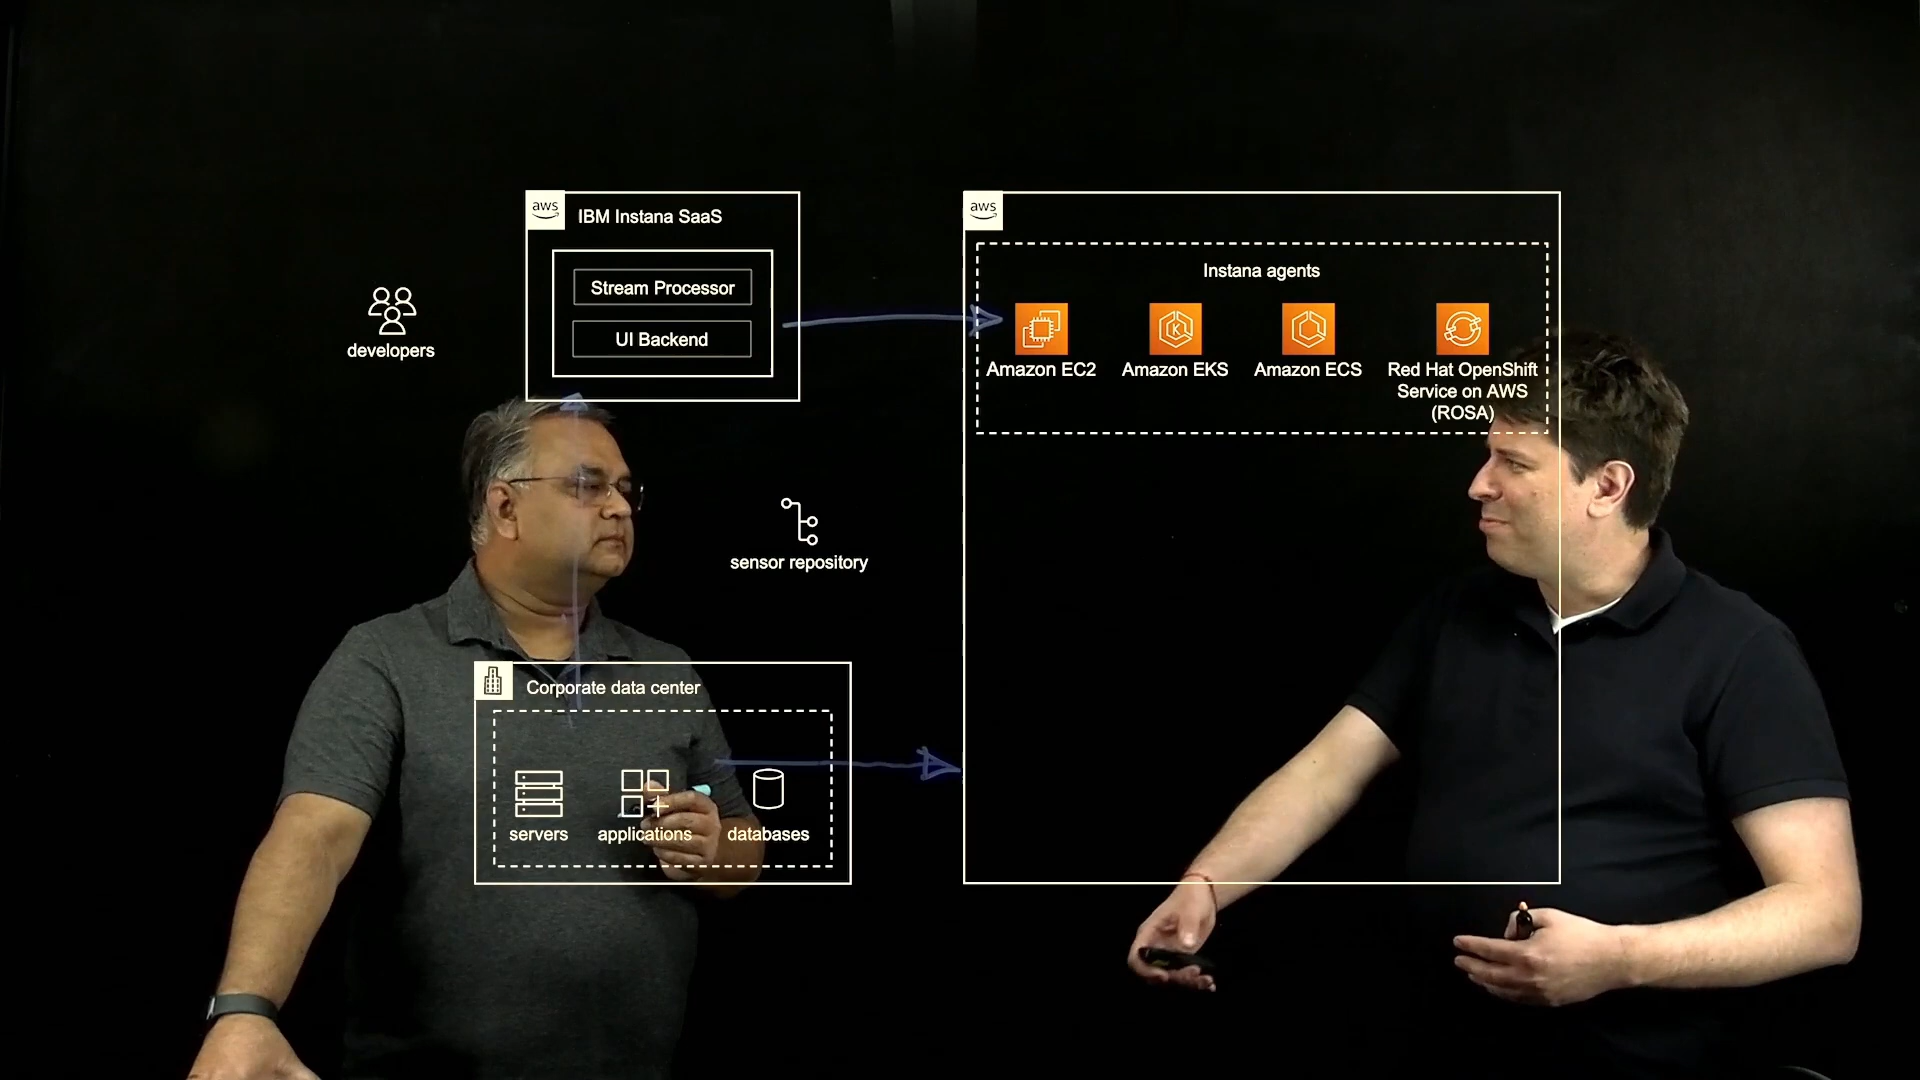 aws
IBM Instana SaaS
Stream Processor
UI Backend
developers
aws
Instana agents
Amazon EC2
Amazon EKS
Amazon ECS
Red Hat OpenShift
Service on AWS
(ROSA)
sensor repository
Corporate data center
servers
applications
databases